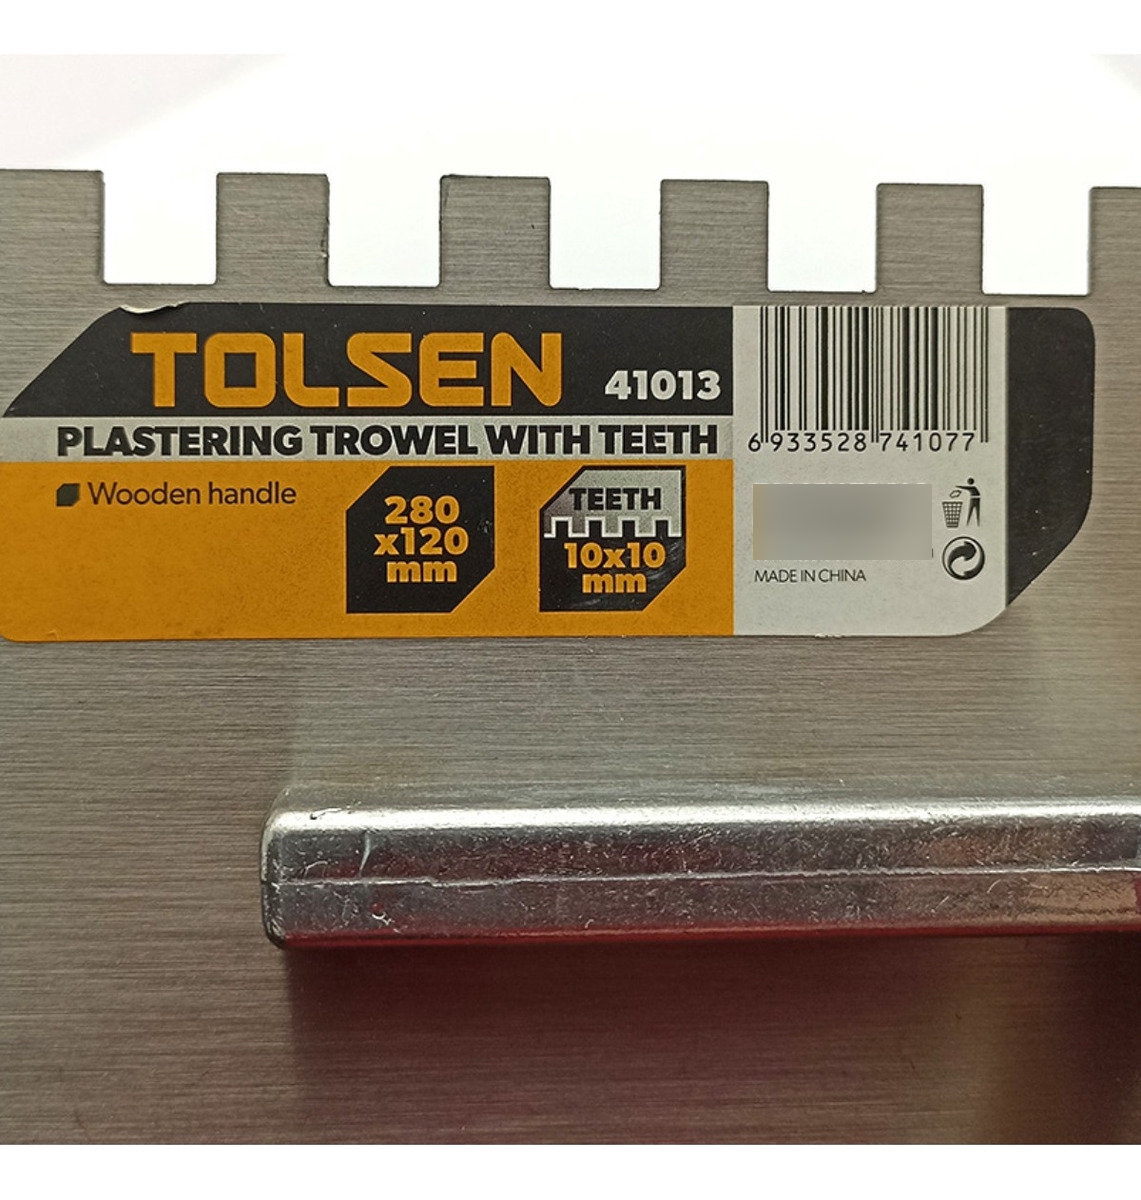 TOLSEN 41013
PLASTERING TROWEL WITH TEETH
Wooden handle
280
x120
mm
TEETH
10x10
mm
6 933528 741077
MADE IN CHINA